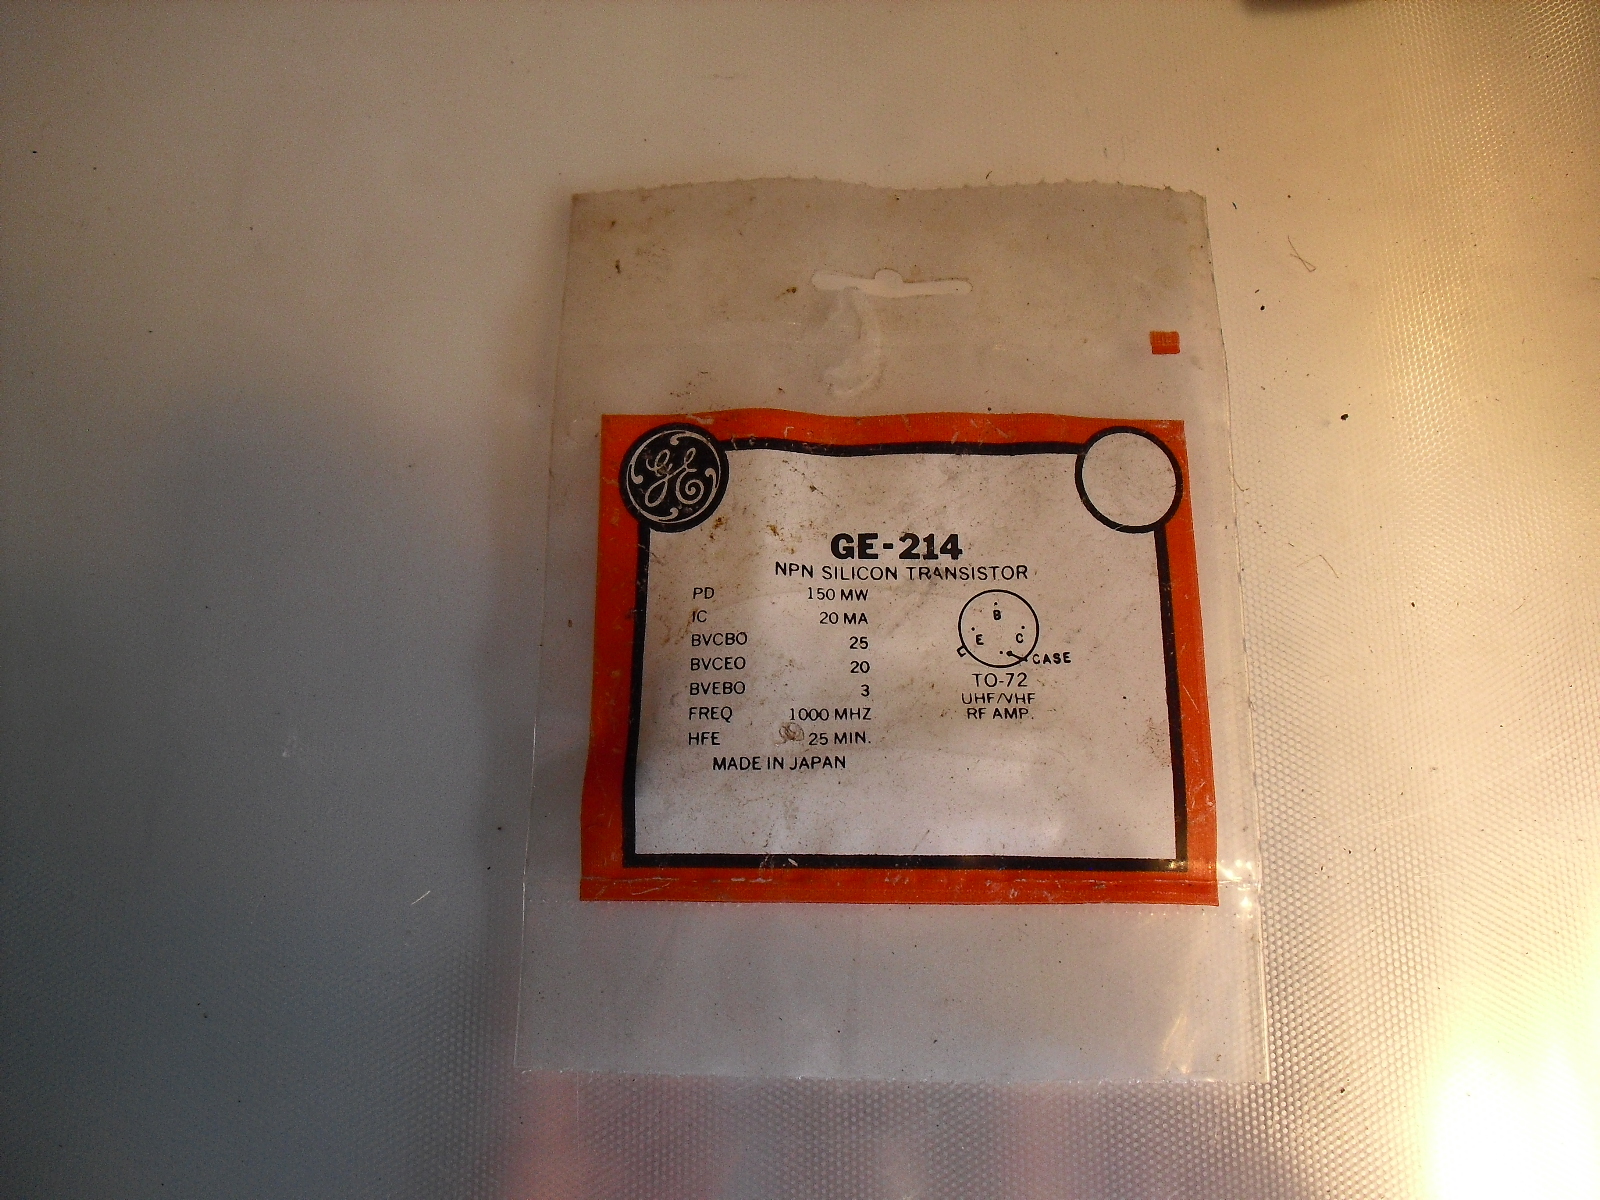 GE
GE-214
NPN SILICON TRANSISTOR
PD 150 MW
IC 20 MA
BVCBO 25
BVCEO 20
BVEBO 3
FREQ 1000 MHZ
HFE 25 MIN.
MADE IN JAPAN
B
E C
CASE
TO-72
UHF/VHF
RF AMP.